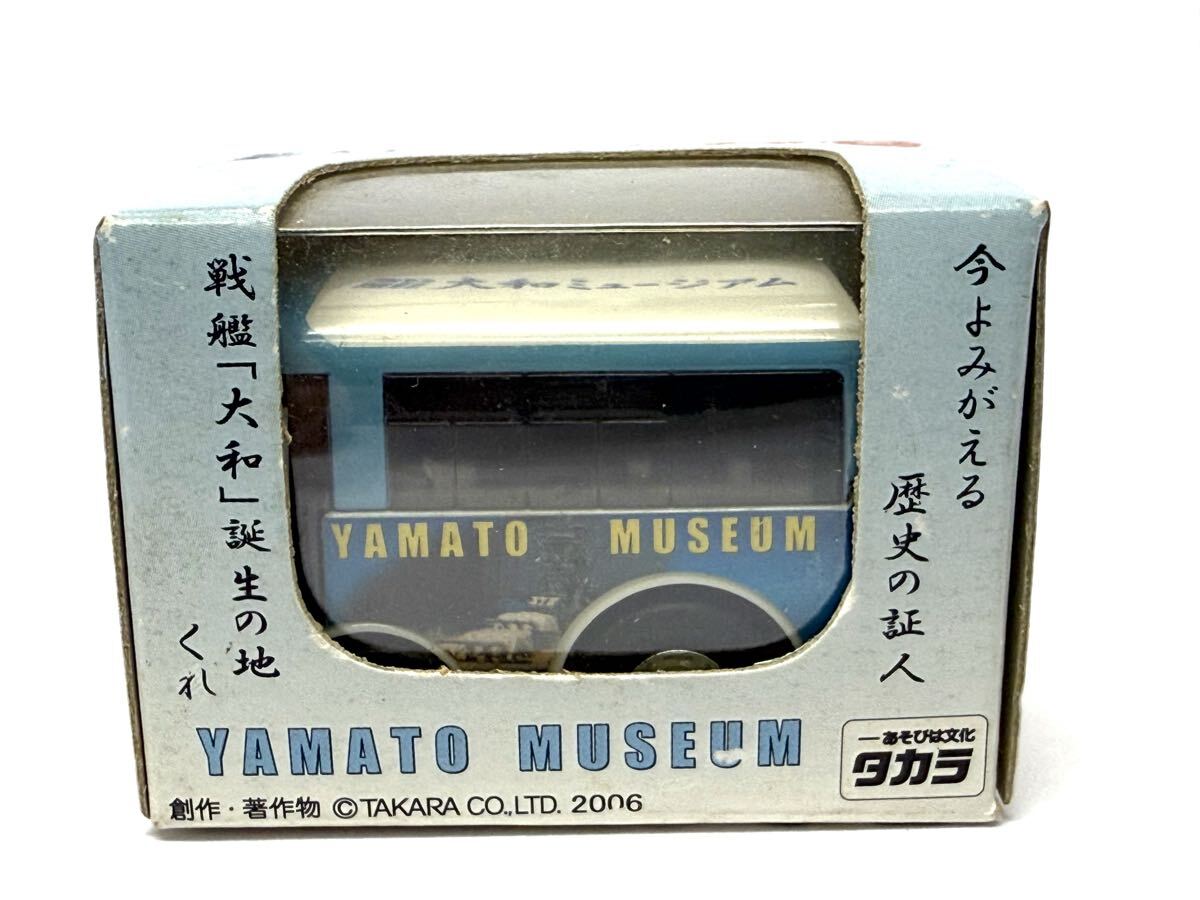 今よみがえる
歴史の証人
戦艦「大和」誕生の地
くれ
大和ミュージアム
YAMATO MUSEUM
YAMATO MUSEUM
あそびは文化
タカラ
創作・著作物 ©TAKARA CO.,LTD. 2006